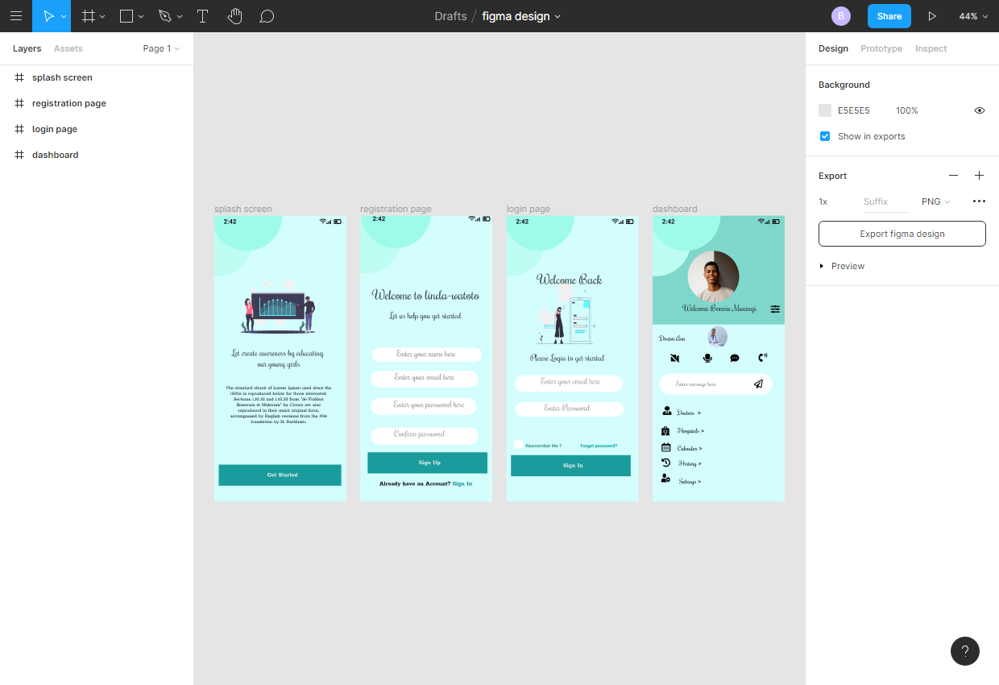 Drafts / figma design
B
Share
44%
Layers
Assets
Page 1
splash screen
registration page
login page
dashboard
splash screen
2:42
Let create awereness by educating
our young girls
The standard chunk of Lorem Ipsum used since the
1500s is reproduced below for those interested.
Sections 1.10.32 and 1.10.33 from "de Finibus
Bonorum et Malorum" by Cicero are also
reproduced in their exact original form,
accompanied by English versions from the 1914
translation by H. Rackham.
Get Started
registration page
2:42
Welcome to linda-watoto
Let us help you get started
Enter your name here
Enter your email here
Enter your password here
Confirm password
Sign Up
Already have an Account? Sign In
login page
2:42
Welcome Back
Please Login to get started
Enter your email here
Enter Password
Reamember Me ?
Forgot password?
Sign In
dashboard
2:42
Welcome Bonnie Mwangi
Doctor Ann
Enter message here
Doctors >
Hospitals >
Calendar >
History >
Settings >
Design
Prototype
Inspect
Background
E5E5E5
100%
Show in exports
Export
1x
Suffix
PNG
Export figma design
Preview
?